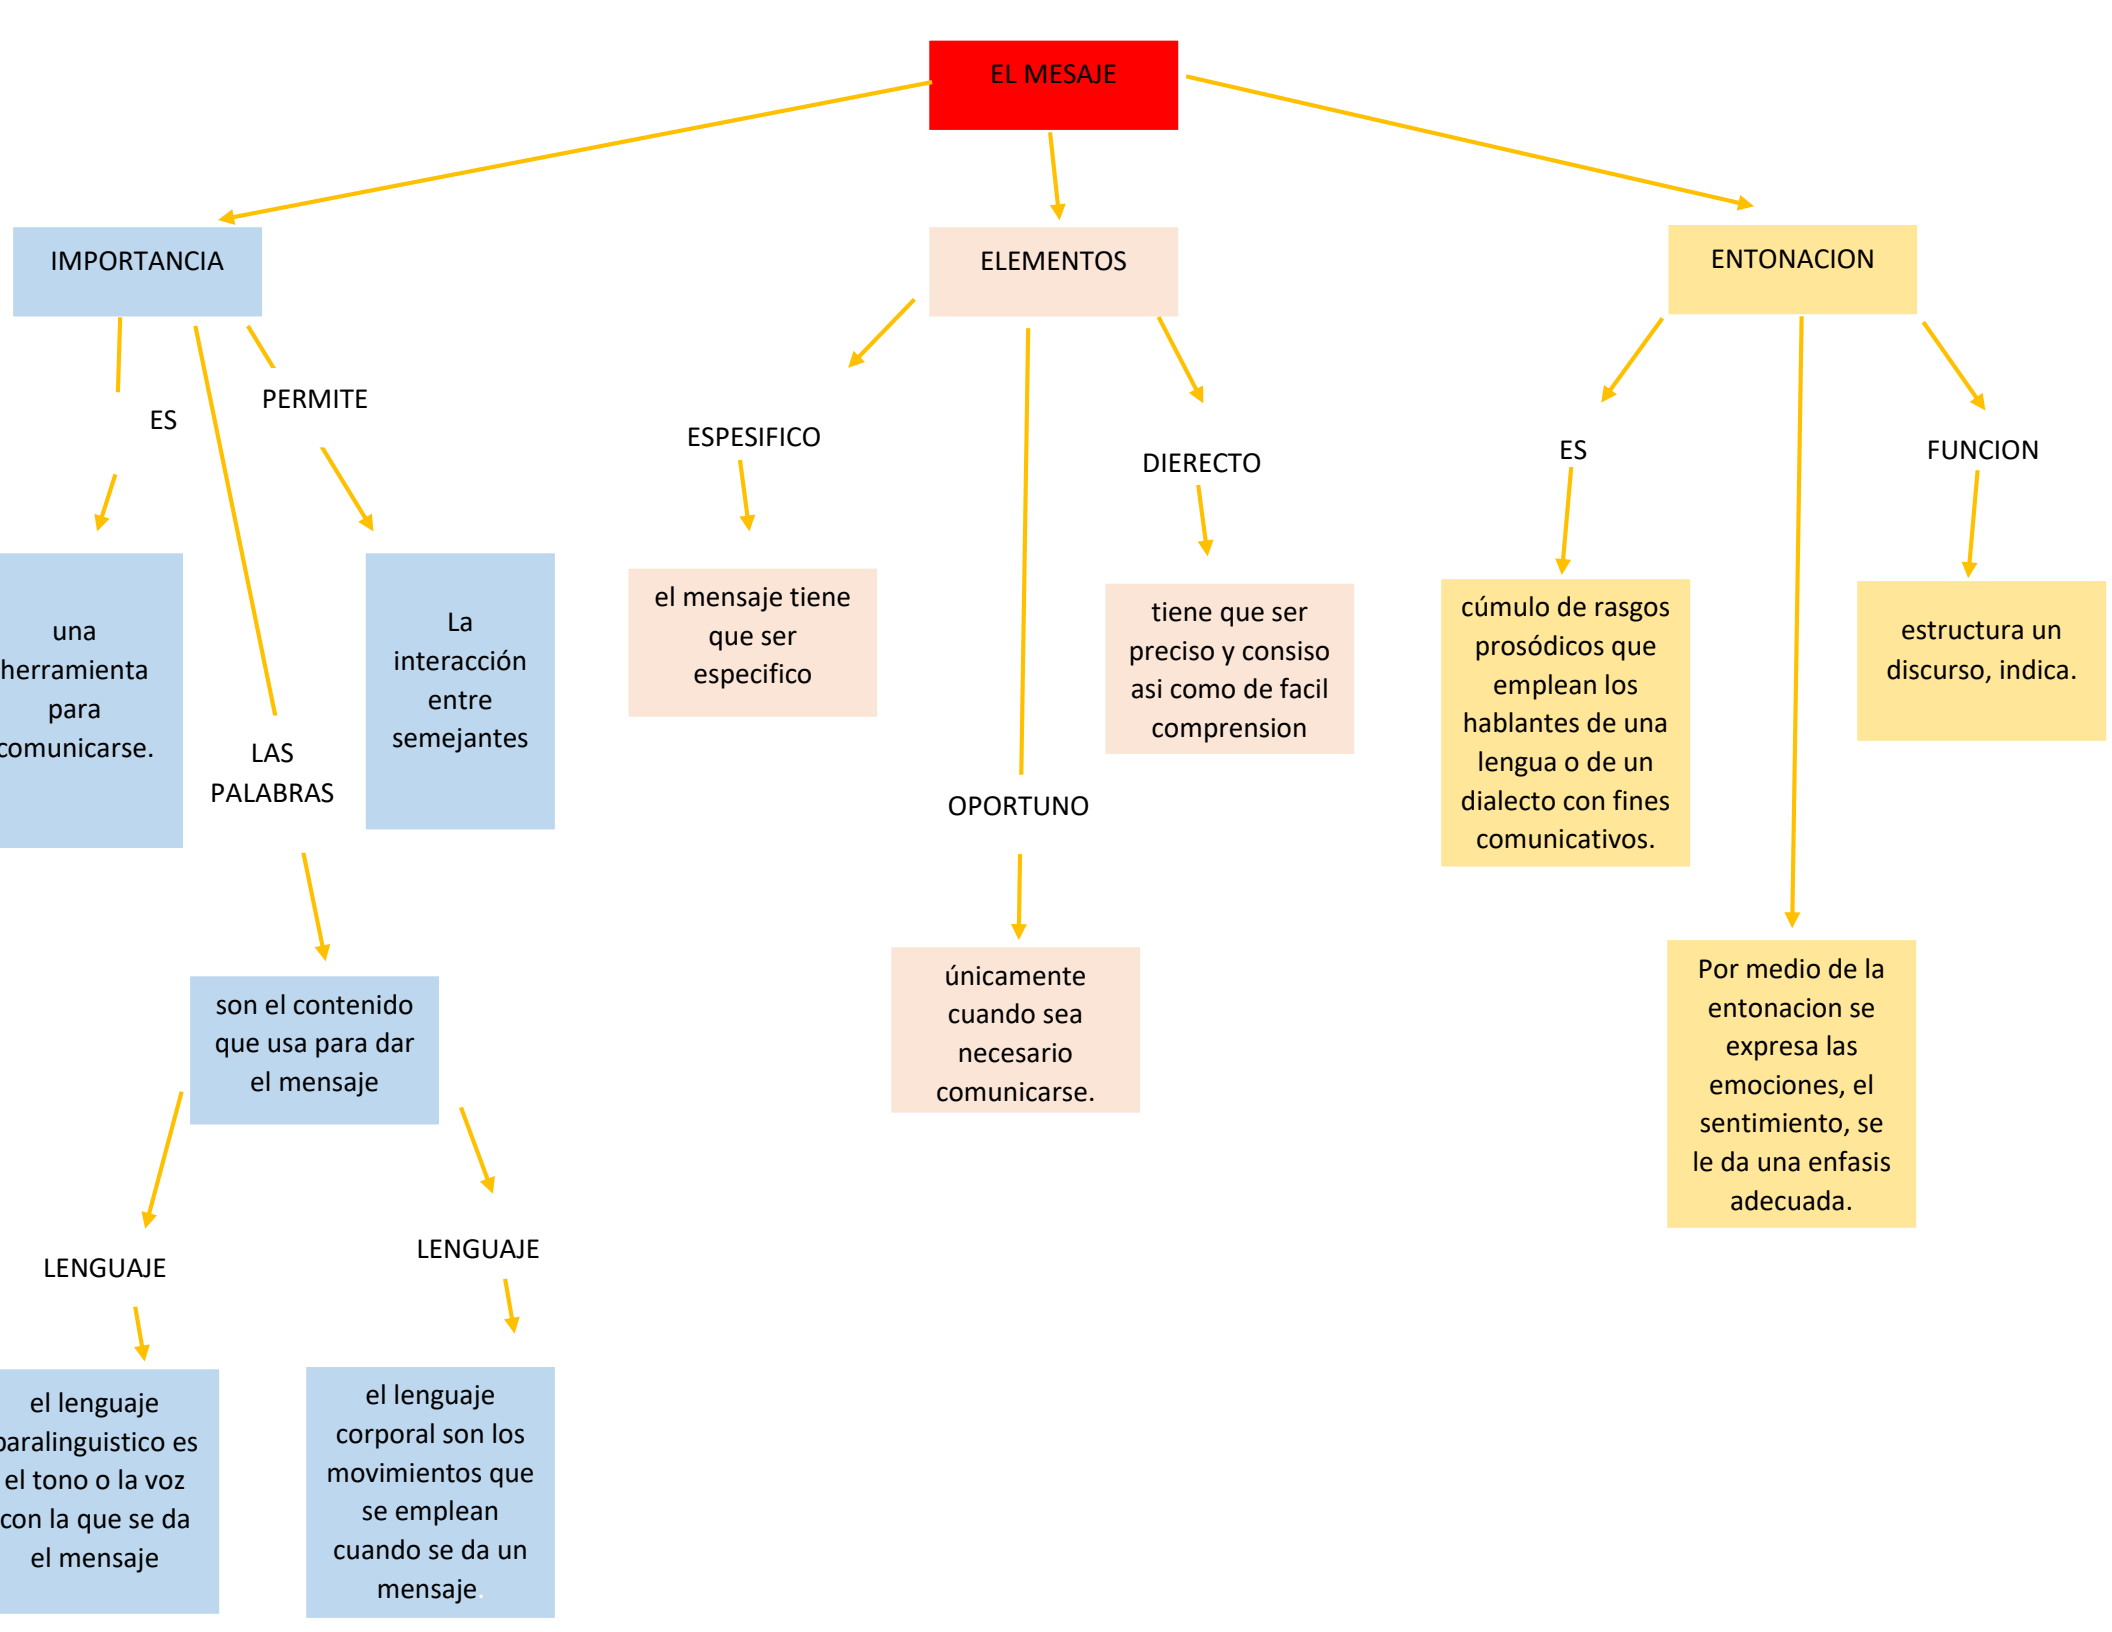 EL MESAJE
IMPORTANCIA
ELEMENTOS
ENTONACION
ES
PERMITE
una
herramienta
para
comunicarse.
La
interacción
entre
semejantes
LAS
PALABRAS
son el contenido
que usa para dar
el mensaje
LENGUAJE
LENGUAJE
el lenguaje
paralinguistico es
el tono o la voz
con la que se da
el mensaje
el lenguaje
corporal son los
movimientos que
se emplean
cuando se da un
mensaje.
ESPESIFICO
el mensaje tiene
que ser
especifico
DIERECTO
tiene que ser
preciso y consiso
asi como de facil
comprension
OPORTUNO
únicamente
cuando sea
necesario
comunicarse.
ES
cúmulo de rasgos
prosódicos que
emplean los
hablantes de una
lengua o de un
dialecto con fines
comunicativos.
FUNCION
estructura un
discurso, indica.
Por medio de la
entonacion se
expresa las
emociones, el
sentimiento, se
le da una enfasis
adecuada.